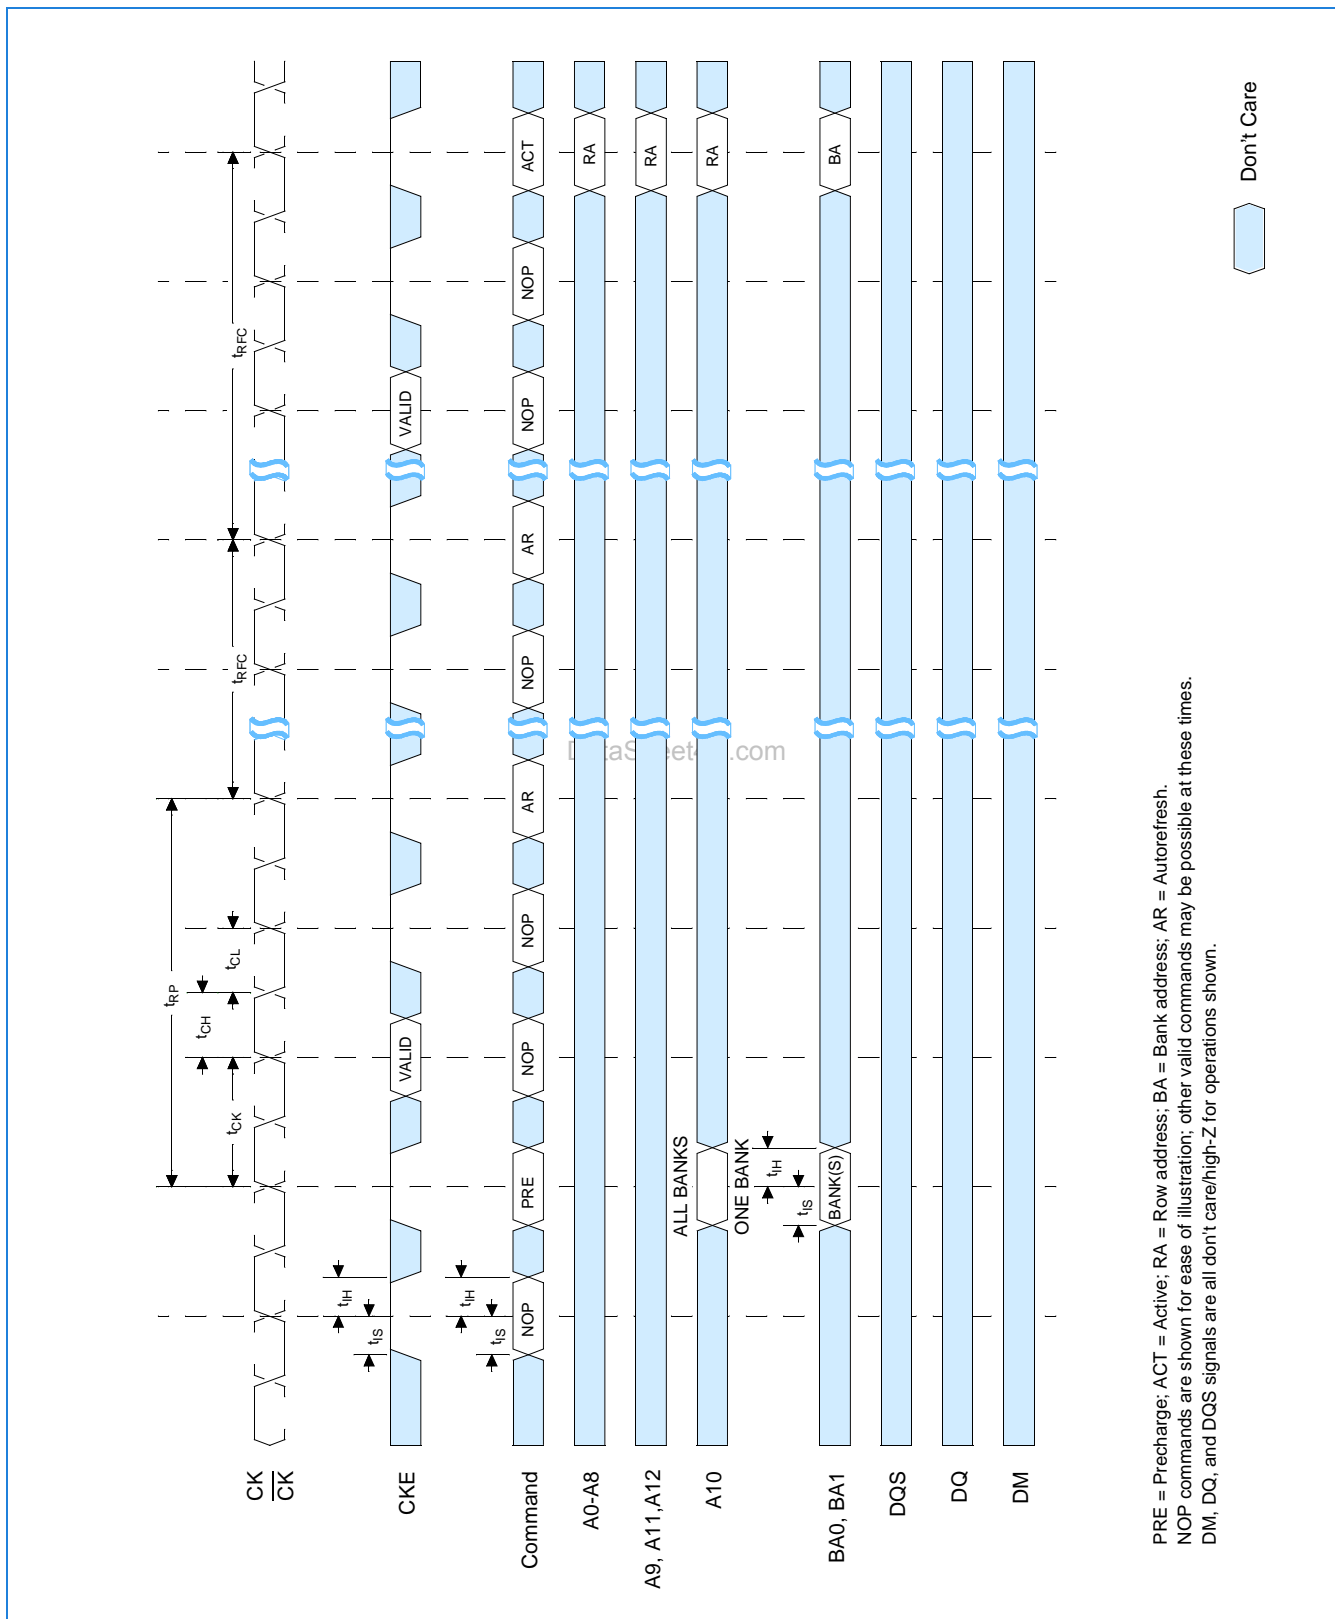 tRP
tCK
tCH
tCL
tRFC
tRFC
CK
CK
tIS
tIH
CKE
VALID
VALID
tIS
tIH
Command
NOP
PRE
NOP
NOP
AR
NOP
AR
NOP
NOP
ACT
A0-A8
RA
A9, A11,A12
RA
ALL BANKS
A10
RA
ONE BANK
tIS
tIH
BA0, BA1
BANK(S)
BA
DQS
DQ
DM
PRE = Precharge; ACT = Active; RA = Row address; BA = Bank address; AR = Autorefresh.
NOP commands are shown for ease of illustration; other valid commands may be possible at these times.
DM, DQ, and DQS signals are all don't care/high-Z for operations shown.
Don't Care